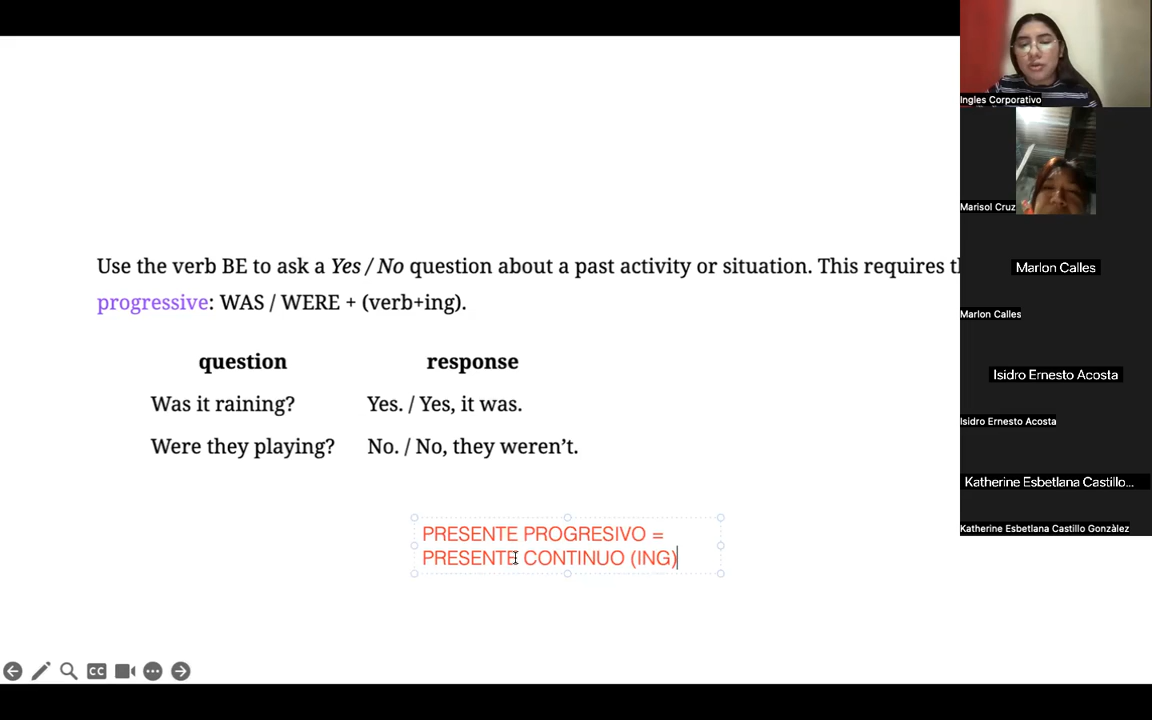 Use the verb BE to ask a Yes / No question about a past activity or situation. This requires
progressive: WAS / WERE + (verb+ing).
question response
Was it raining? Yes. / Yes, it was.
Were they playing? No. / No, they weren’t.
PRESENTE PROGRESIVO =
PRESENTE CONTINUO (ING)
CC
Ingles Corporativo
Marisol Cruz
Marlon Calles
Marlon Calles
Isidro Ernesto Acosta
Isidro Ernesto Acosta
Katherine Esbetlana Castillo...
Katherine Esbetlana Castillo Gonzàlez